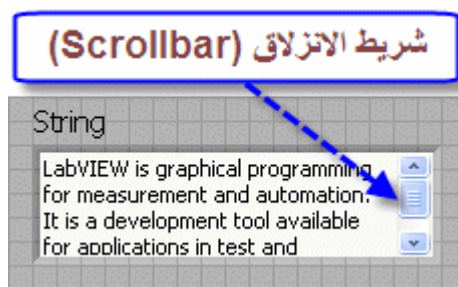 شريط الانزلاق (Scrollbar)
String
LabVIEW is graphical programming
for measurement and automation.
It is a development tool available
for applications in test and